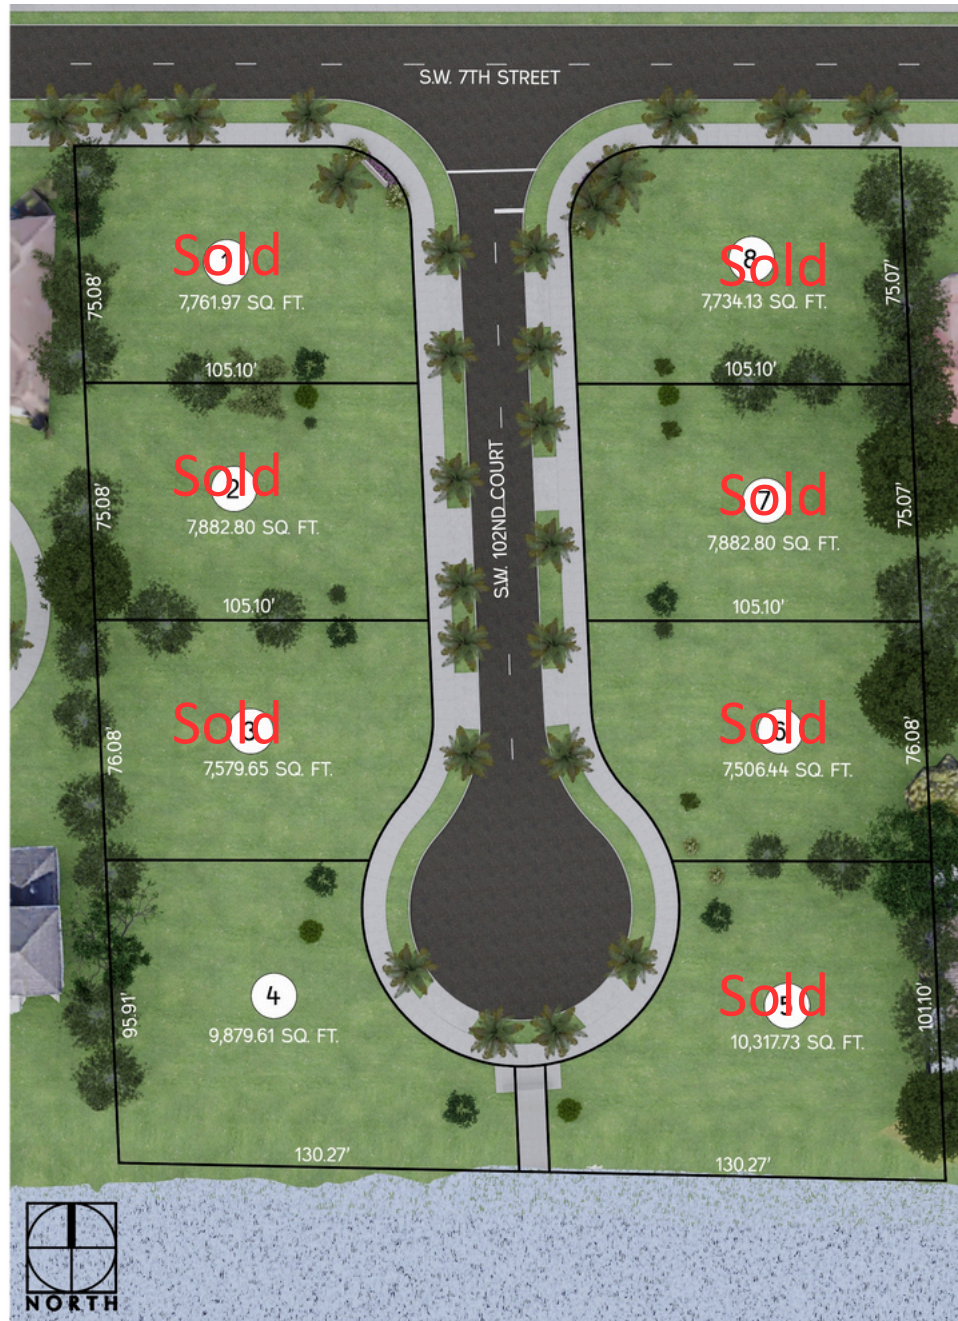 S.W. 7TH STREET
Sold
1
7,761.97 SQ. FT.
75.08'
105.10'
Sold
8
7,734.13 SQ. FT.
75.07'
105.10'
Sold
2
7,882.80 SQ. FT.
75.08'
105.10'
S.W. 102ND COURT
Sold
7
7,882.80 SQ. FT.
75.07'
105.10'
Sold
3
7,579.65 SQ. FT.
76.08'
Sold
6
7,506.44 SQ. FT.
76.08'
4
9,879.61 SQ. FT.
95.91'
130.27'
Sold
5
10,317.73 SQ. FT.
101.10'
130.27'
NORTH